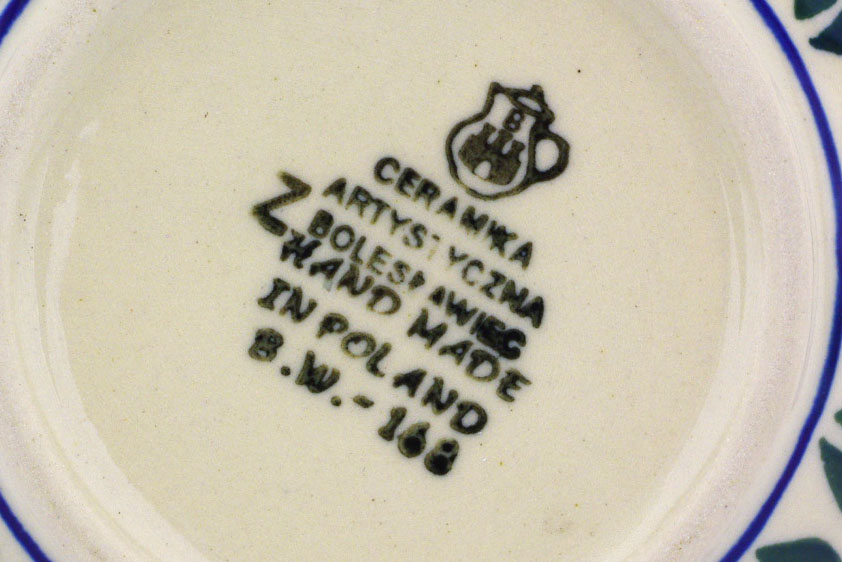 B
CERAMIKA
Z ARTYSTYCZNA
BOLESŁAWIEC
HAND MADE
IN POLAND
B.W.-168